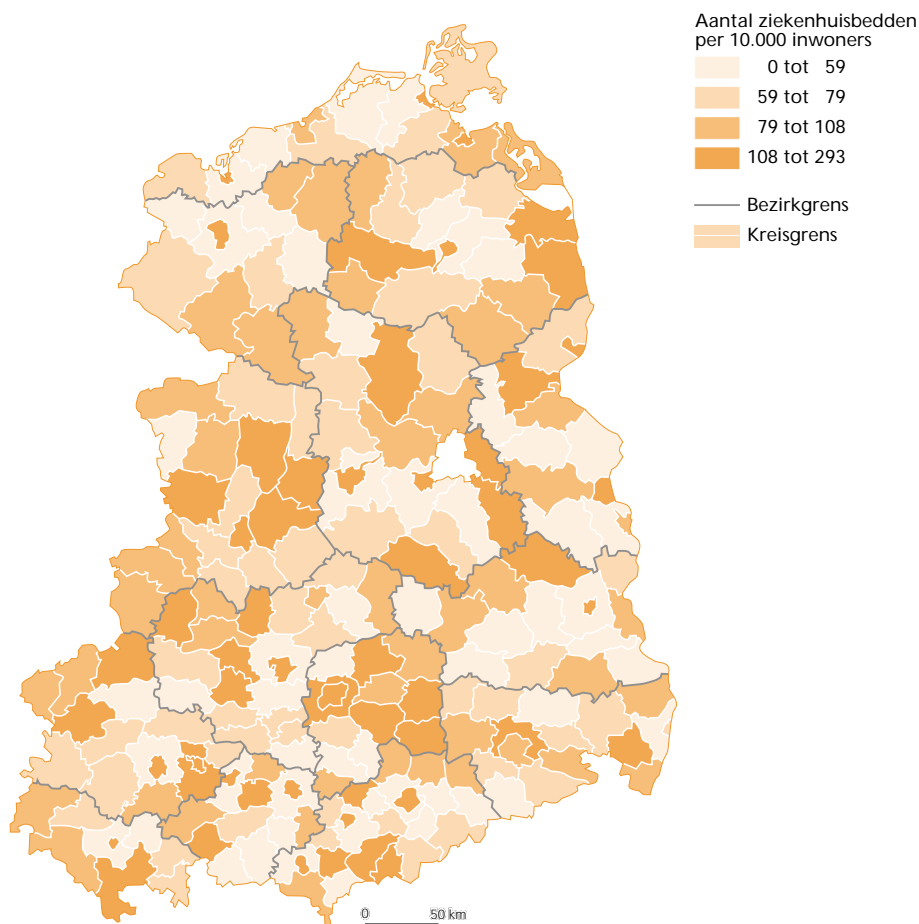 Aantal ziekenhuisbedden
per 10.000 inwoners
0 tot 59
59 tot 79
79 tot 108
108 tot 293
Bezirkgrens
Kreisgrens
0 50 km